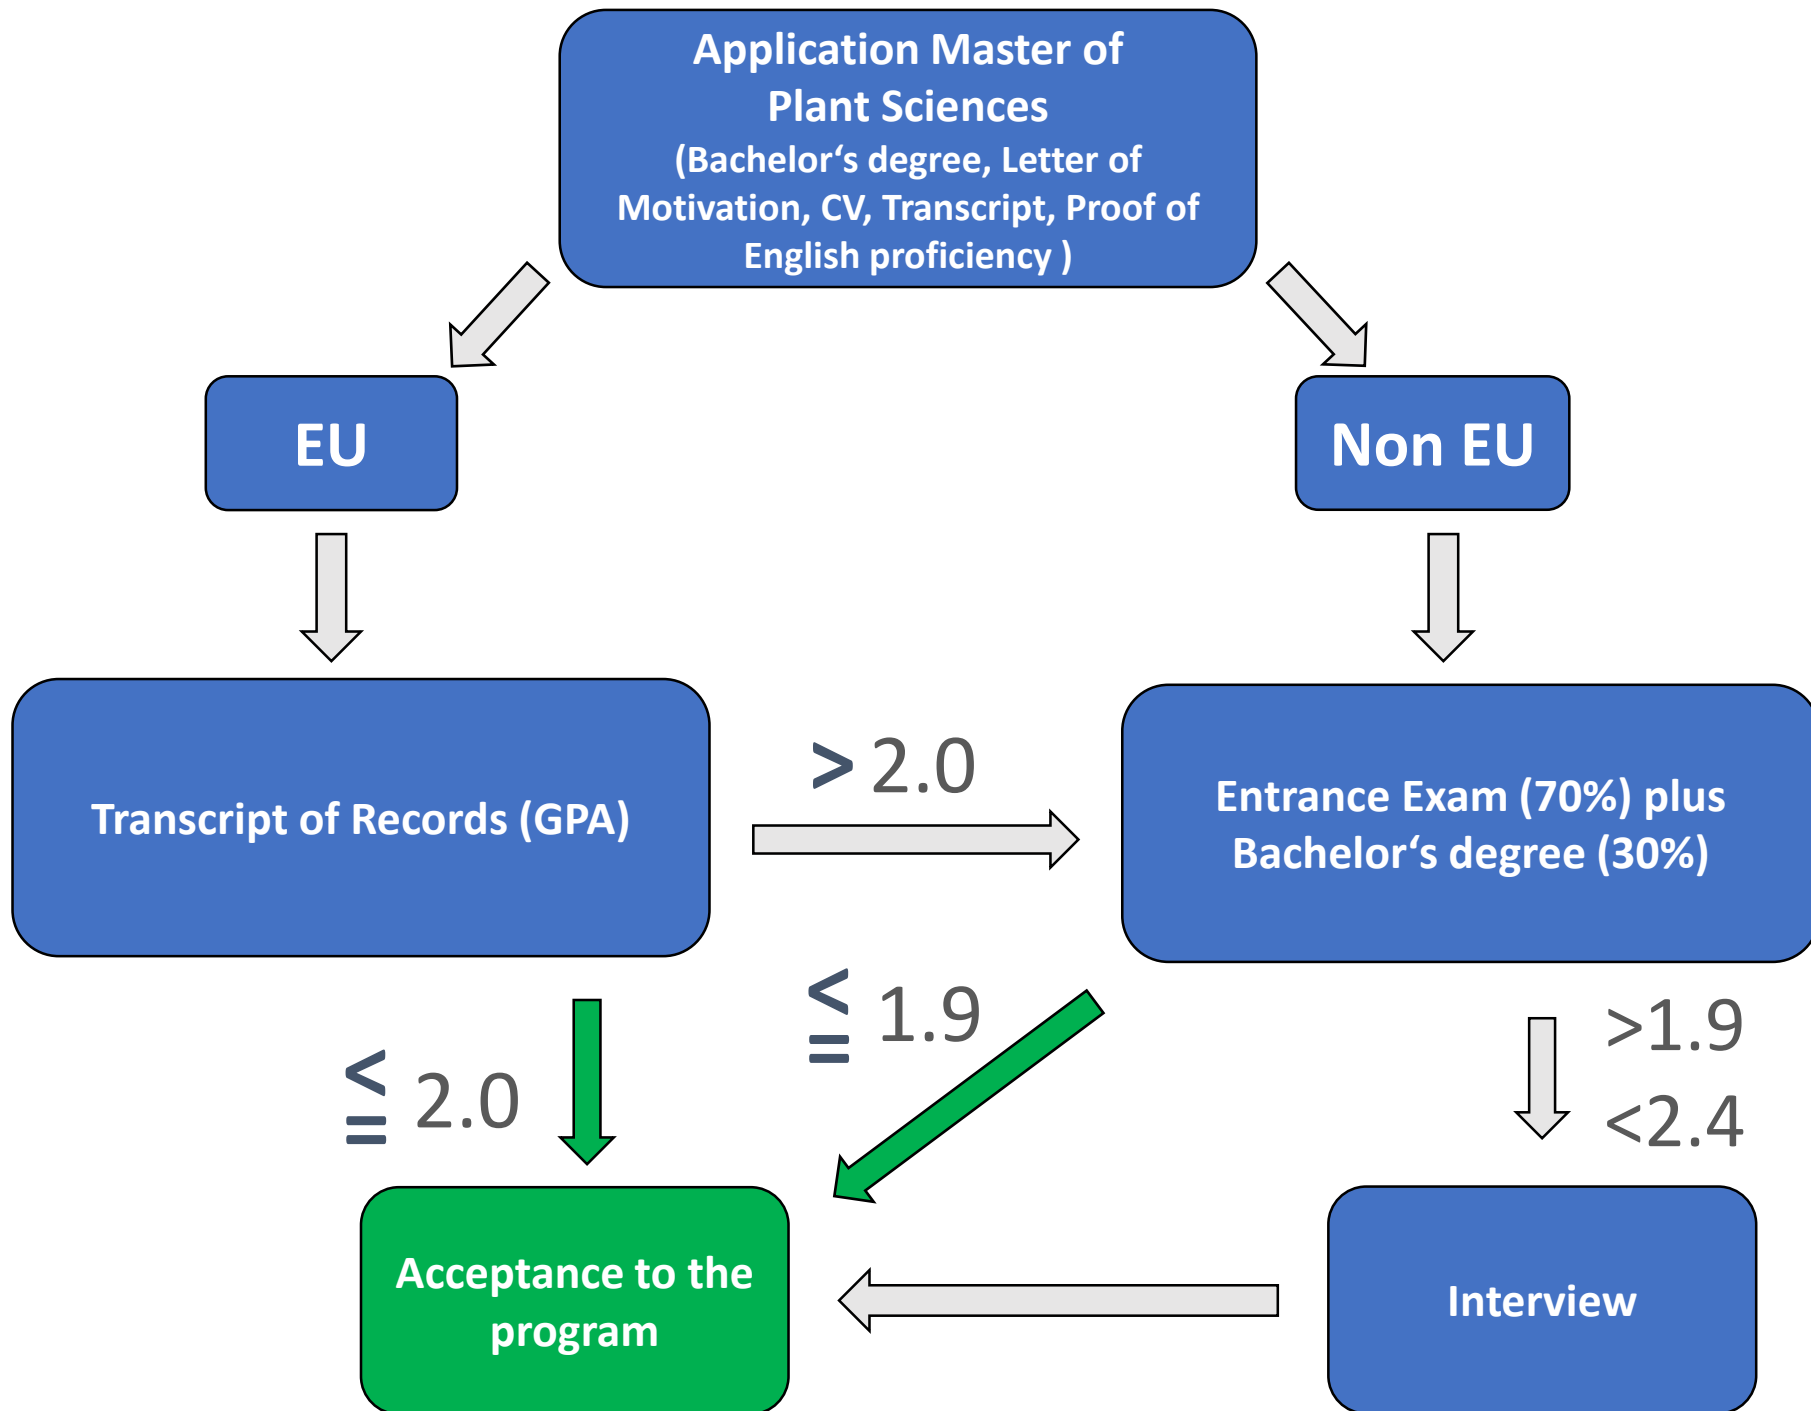 Application Master of
Plant Sciences
(Bachelor‘s degree, Letter of
Motivation, CV, Transcript, Proof of
English proficiency )
EU
Non EU
Transcript of Records (GPA)
> 2.0
Entrance Exam (70%) plus
Bachelor‘s degree (30%)
≦ 2.0
≦ 1.9
>1.9
<2.4
Acceptance to the
program
Interview